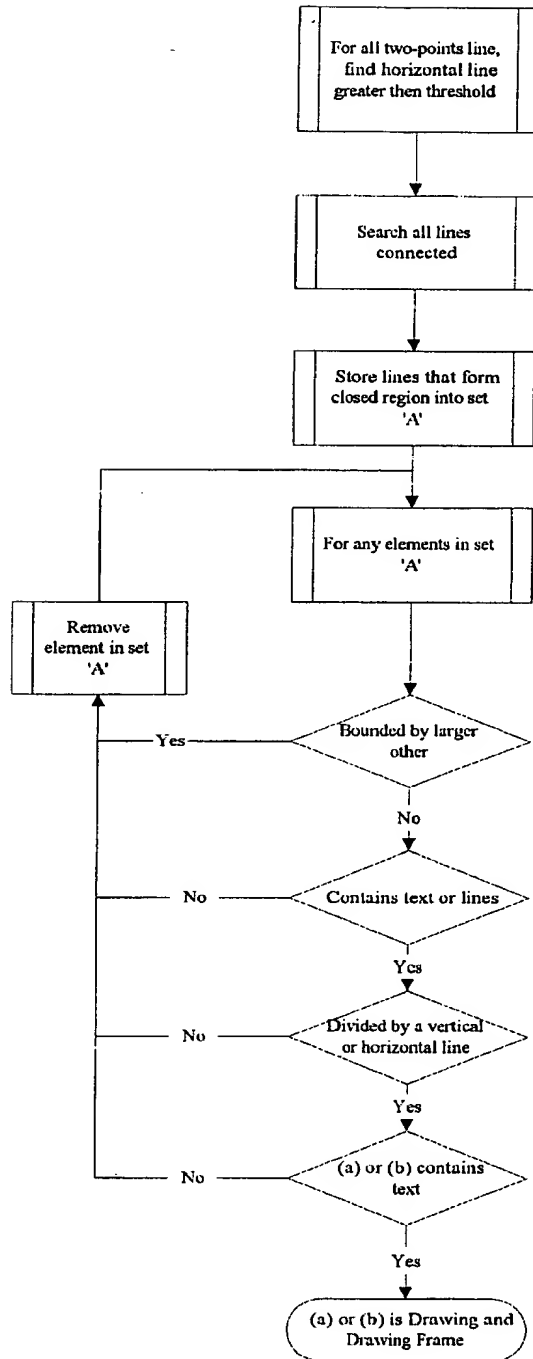 For all two-points line,
find horizontal line
greater then threshold
Search all lines
connected
Store lines that form
closed region into set
'A'
For any elements in set
'A'
Remove
element in set
'A'
Bounded by larger
other
Yes
No
Contains text or lines
No
Yes
Divided by a vertical
or horizontal line
No
Yes
(a) or (b) contains
text
No
Yes
(a) or (b) is Drawing and
Drawing Frame